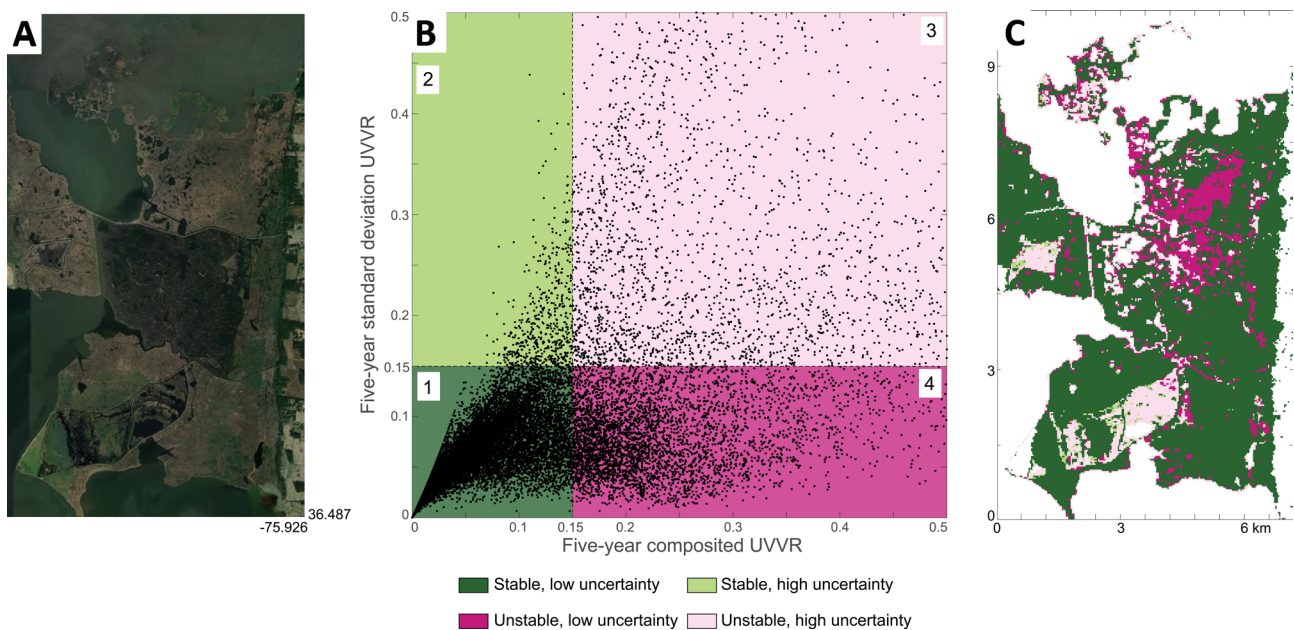 A
36.487
-75.926
B
Five-year standard deviation UVVR
0.5
0.4
0.3
0.2
0.15
0.1
0
2
3
1
4
0
0.1
0.15
0.2
0.3
0.4
0.5
Five-year composited UVVR
Stable, low uncertainty
Stable, high uncertainty
Unstable, low uncertainty
Unstable, high uncertainty
C
9
6
3
0
0
3
6 km